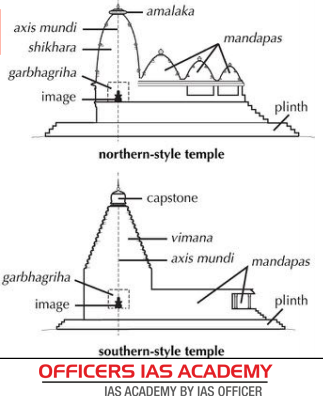 amalaka
axis mundi
shikhara
mandapas
garbhagriha
image
plinth
northern-style temple
capstone
vimana
axis mundi
mandapas
garbhagriha
image
plinth
southern-style temple
OFFICERS IAS ACADEMY
IAS ACADEMY BY IAS OFFICER